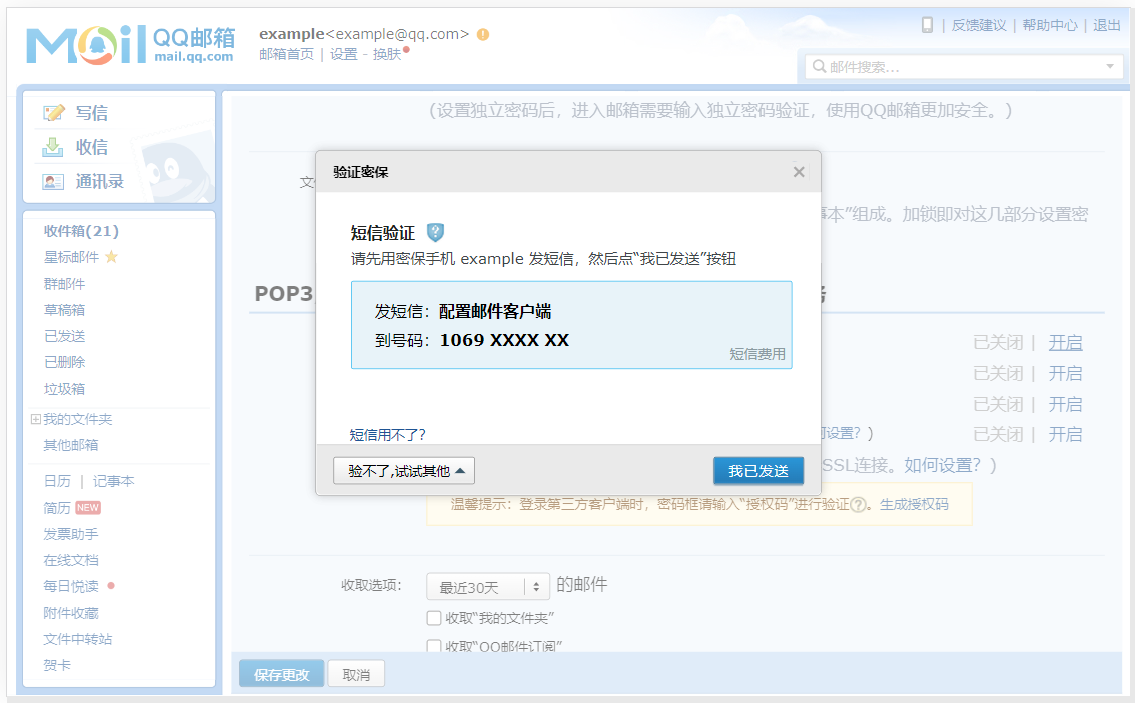 Mail QQ邮箱
mail.qq.com
example<example@qq.com>
邮箱首页 | 设置 - 换肤
| 反馈建议 | 帮助中心 | 退出
邮件搜索...
写信
收信
通讯录
收件箱(21)
星标邮件
群邮件
草稿箱
已发送
已删除
垃圾箱
我的文件夹
其他邮箱
日历 | 记事本
简历 NEW
发票助手
在线文档
每日悦读
附件收藏
文件中转站
贺卡
(设置独立密码后，进入邮箱需要输入独立密码验证，使用QQ邮箱更加安全。)
事本”组成。加锁即对这几部分设置密
POP3
验证密保
短信验证
请先用密保手机 example 发短信，然后点“我已发送”按钮
发短信：配置邮件客户端
到号码：1069 XXXX XX
短信费用
短信用不了？
验不了,试试其他
我已发送
已关闭 | 开启
已关闭 | 开启
已关闭 | 开启
何设置？) 已关闭 | 开启
SSL连接。如何设置？)
温馨提示：登录第三方客户端时，密码框请输入“授权码”进行验证。生成授权码
收取选项：
最近30天 的邮件
收取“我的文件夹”
收取“QQ邮件订阅”
保存更改 取消